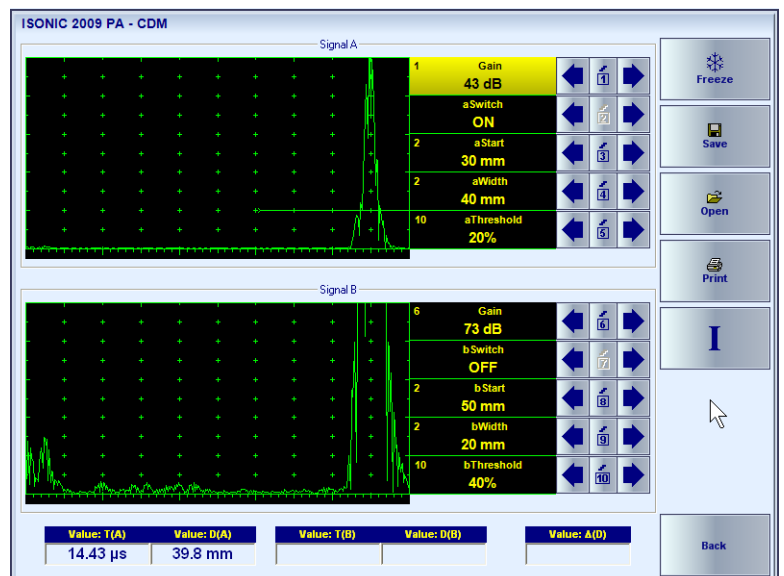 ISONIC 2009 PA - CDM
Signal A
1 Gain
43 dB
1
aSwitch
ON
2
2 aStart
30 mm
3
2 aWidth
40 mm
4
10 aThreshold
20%
5
Signal B
6 Gain
73 dB
6
bSwitch
OFF
7
2 bStart
50 mm
8
2 bWidth
20 mm
9
10 bThreshold
40%
10
Value: T(A) Value: D(A) Value: T(B) Value: D(B) Value: Δ(D)
14.43 µs 39.8 mm
Freeze
Save
Open
Print
I
Back